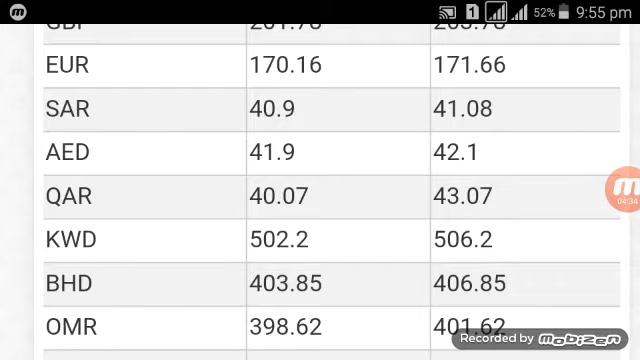 1 52% 9:55 pm
EUR 170.16 171.66
SAR 40.9 41.08
AED 41.9 42.1
QAR 40.07 43.07
04:34
KWD 502.2 506.2
BHD 403.85 406.85
OMR 398.62 401.62
Recorded by mobizen